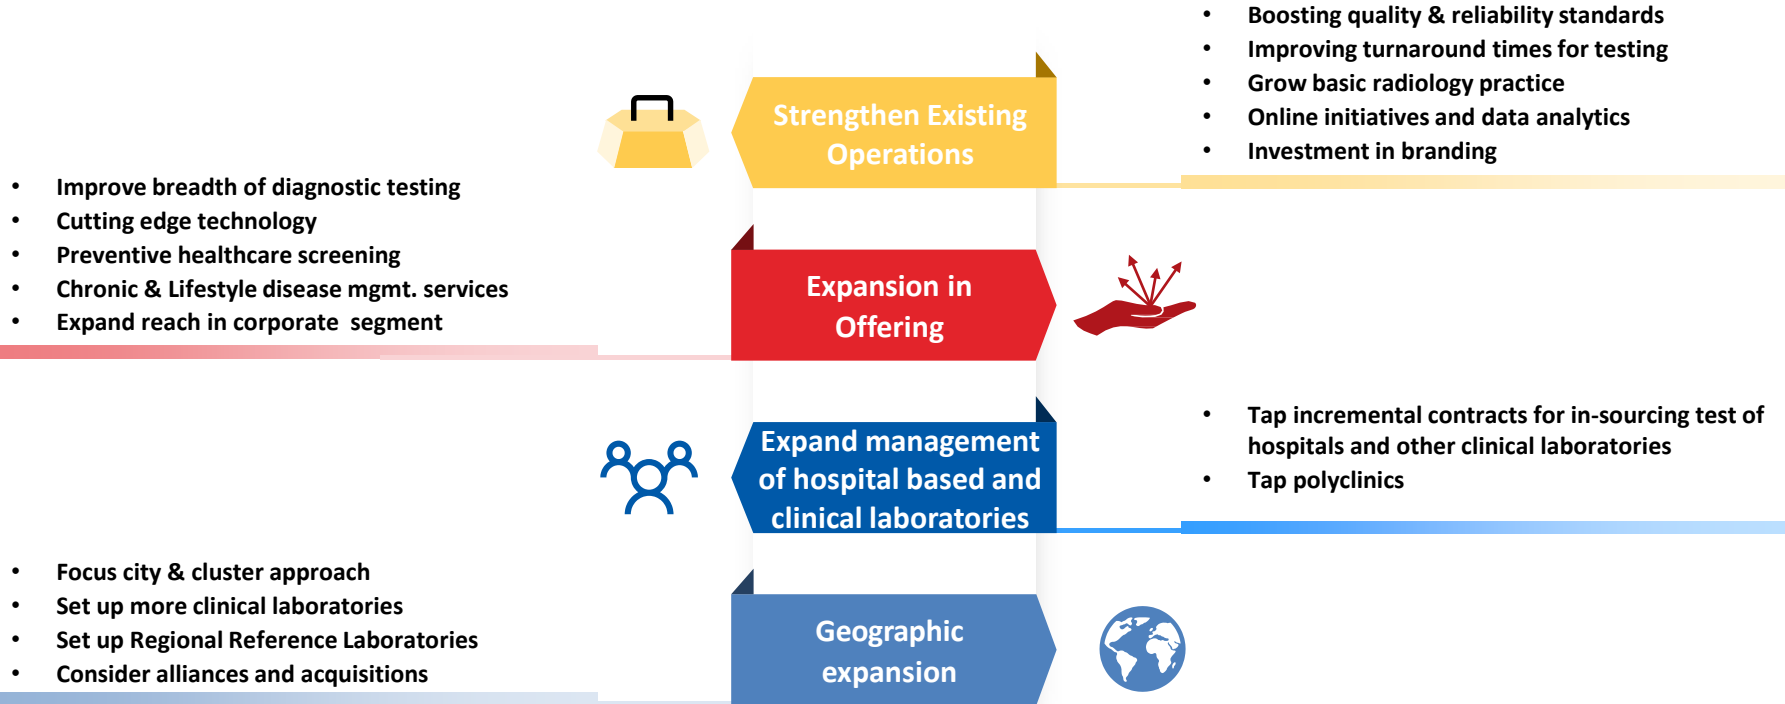 • Boosting quality & reliability standards
• Improving turnaround times for testing
• Grow basic radiology practice
• Online initiatives and data analytics
• Investment in branding
Strengthen Existing
Operations
• Improve breadth of diagnostic testing
• Cutting edge technology
• Preventive healthcare screening
• Chronic & Lifestyle disease mgmt. services
• Expand reach in corporate segment
Expansion in
Offering
• Tap incremental contracts for in-sourcing test of
hospitals and other clinical laboratories
• Tap polyclinics
Expand management
of hospital based and
clinical laboratories
• Focus city & cluster approach
• Set up more clinical laboratories
• Set up Regional Reference Laboratories
• Consider alliances and acquisitions
Geographic
expansion